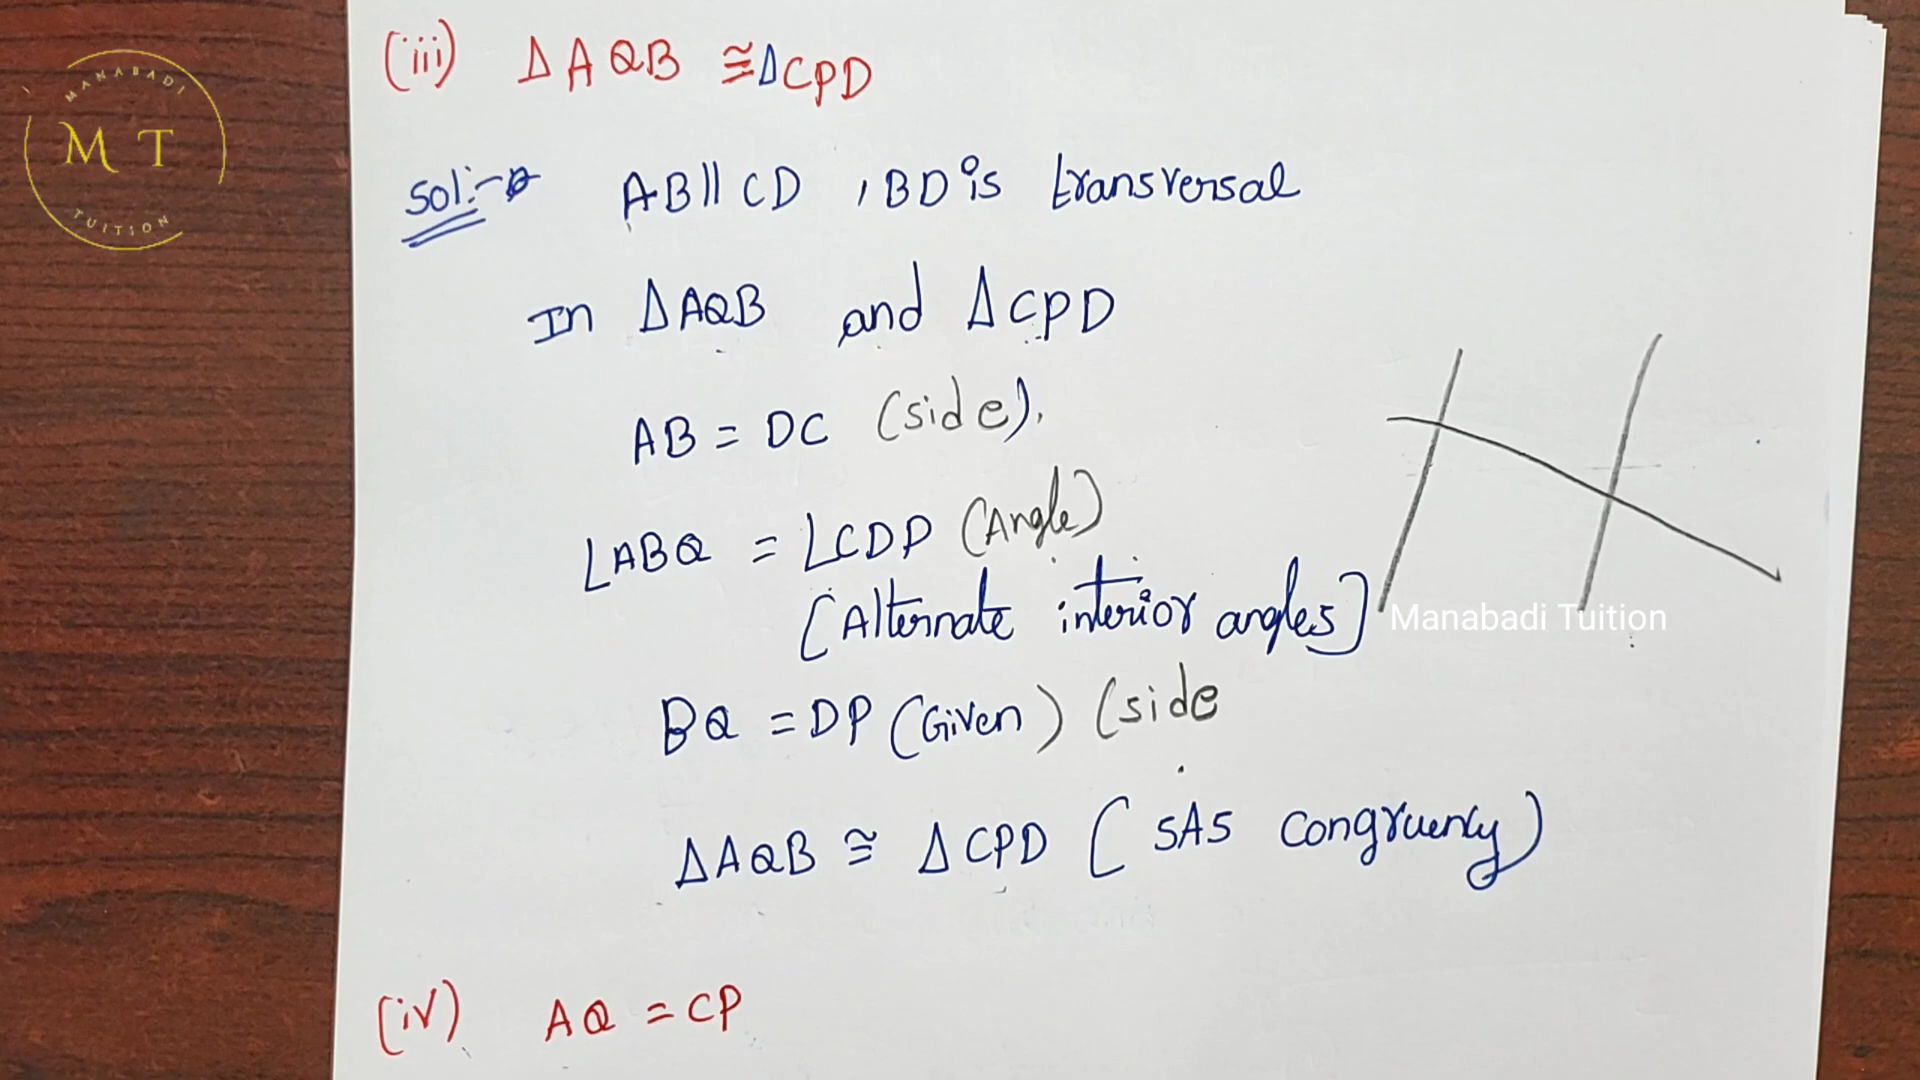 MANABADI
M T
TUITION
(iii) ΔAQB ≅ ΔCPD
Sol:- AB || CD , BD is transversal
In ΔAQB and ΔCPD
AB = DC (side).
∠ABQ = ∠CDP (Angle)
[Alternate interior angles]
Manabadi Tuition
BQ = DP (Given) (side
ΔAQB ≅ ΔCPD (SAS congruency)
(iv) AQ = CP